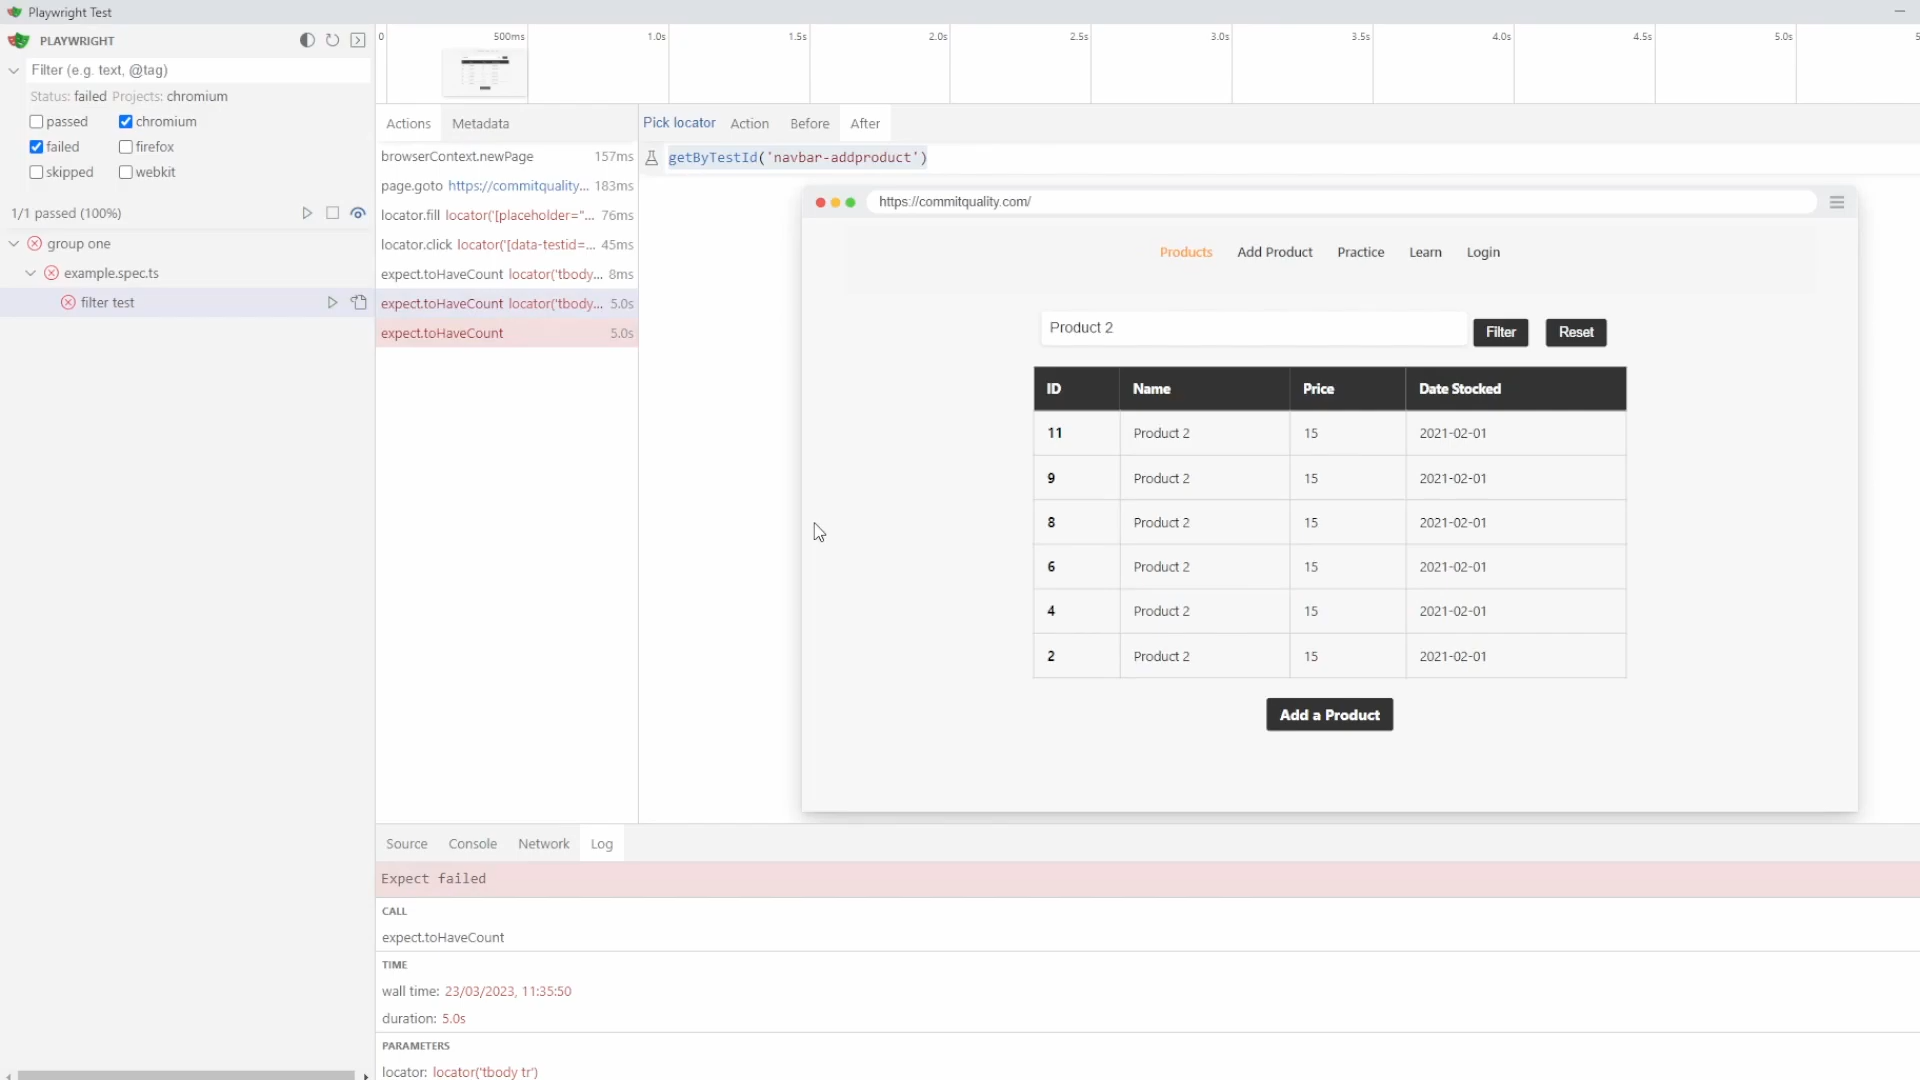 Playwright Test
PLAYWRIGHT
Filter (e.g. text, @tag)
Status: failed Projects: chromium
passed
chromium
failed
firefox
skipped
webkit
1/1 passed (100%)
group one
example.spec.ts
filter test
0
500ms
1.0s
1.5s
2.0s
2.5s
3.0s
3.5s
4.0s
4.5s
5.0s
Actions Metadata
browserContext.newPage 157ms
page.goto https://commitquality... 183ms
locator.fill locator('[placeholder="... 76ms
locator.click locator('[data-testid=... 45ms
expect.toHaveCount locator('tbody... 8ms
expect.toHaveCount locator('tbody... 5.0s
expect.toHaveCount 5.0s
Pick locator Action Before After
getByTestId('navbar-addproduct')
https://commitquality.com/
Products Add Product Practice Learn Login
Product 2 Filter Reset
ID Name Price Date Stocked
11 Product 2 15 2021-02-01
9 Product 2 15 2021-02-01
8 Product 2 15 2021-02-01
6 Product 2 15 2021-02-01
4 Product 2 15 2021-02-01
2 Product 2 15 2021-02-01
Add a Product
Source Console Network Log
Expect failed
CALL
expect.toHaveCount
TIME
wall time: 23/03/2023, 11:35:50
duration: 5.0s
PARAMETERS
locator: locator('tbody tr')